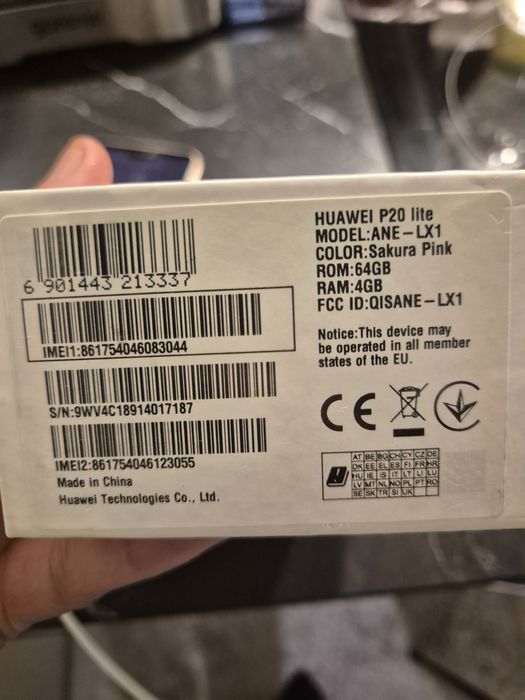 gorenje
6 901443 213337
IMEI1:861754046083044
S/N:9WV4C18914017187
IMEI2:861754046123055
Made in China
Huawei Technologies Co., Ltd.
HUAWEI P20 lite
MODEL:ANE-LX1
COLOR:Sakura Pink
ROM:64GB
RAM:4GB
FCC ID:QISANE-LX1
Notice:This device may
be operated in all member
states of the EU.
CE
AT BE BG CH CY CZ DE
DK EE EL ES FI FR HR
HU IE IS IT LT LI LU
LV MT NL NO PL PT RO
SE SK TR SI UK